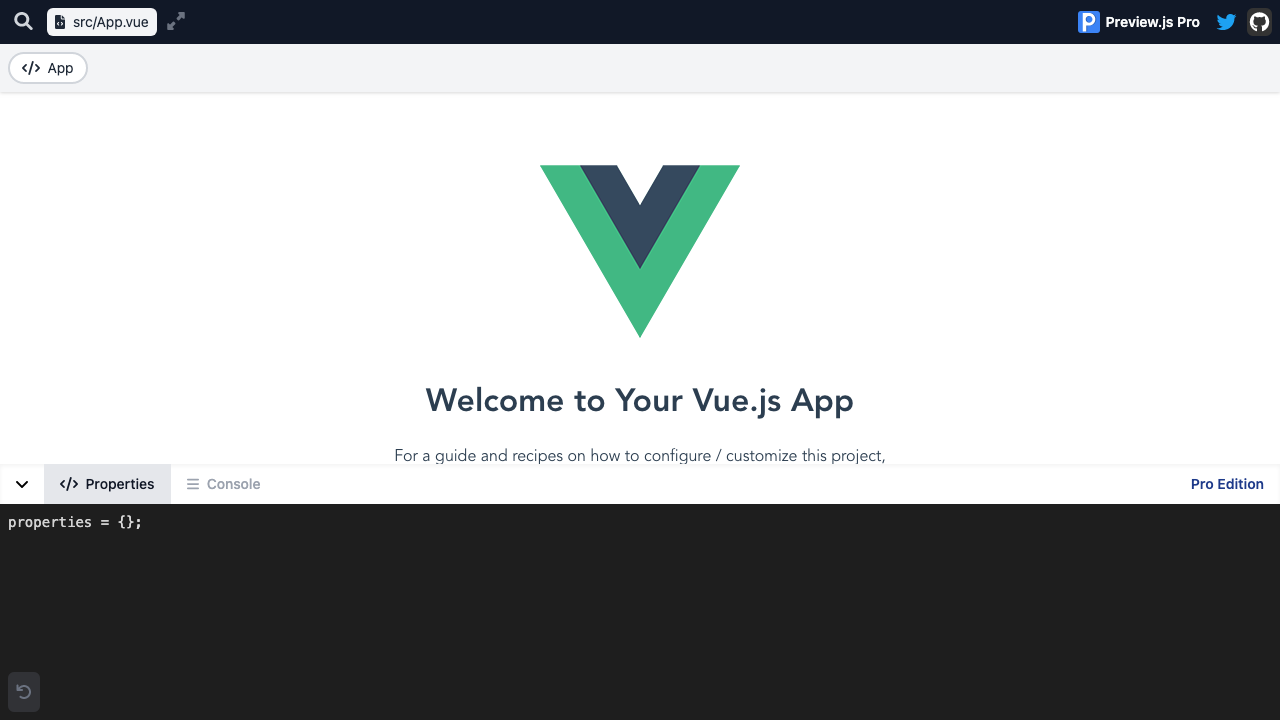 src/App.vue
Preview.js Pro
App
Welcome to Your Vue.js App
For a guide and recipes on how to configure / customize this project,
Properties
Console
Pro Edition
properties = {};